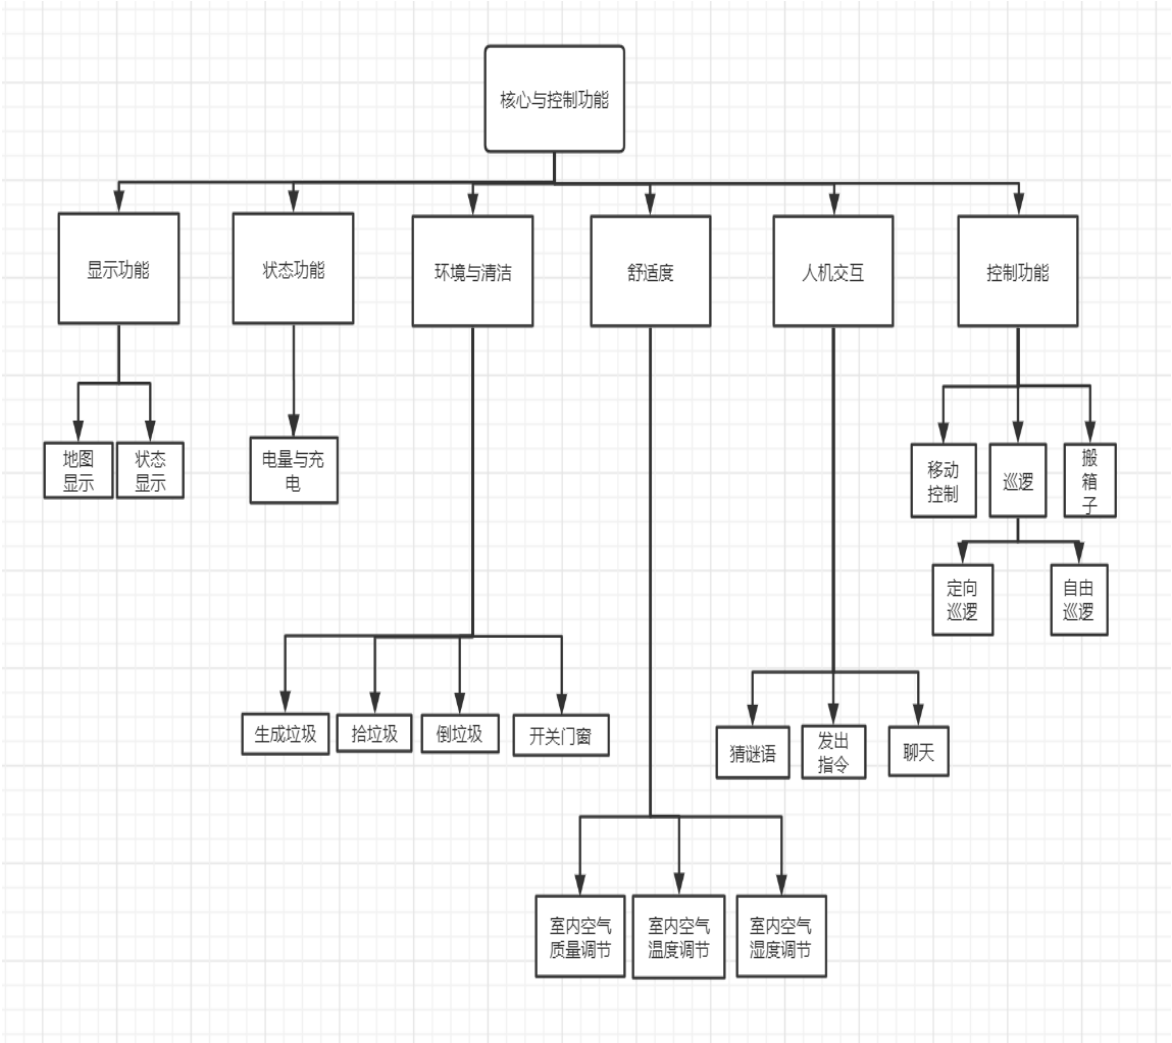 核心与控制功能
显示功能
状态功能
环境与清洁
舒适度
人机交互
控制功能
地图
显示
状态
显示
电量与充
电
移动
控制
巡逻
搬
箱
子
定向
巡逻
自由
巡逻
生成垃圾
拾垃圾
倒垃圾
开关门窗
猜谜语
发出
指令
聊天
室内空气
质量调节
室内空气
温度调节
室内空气
湿度调节